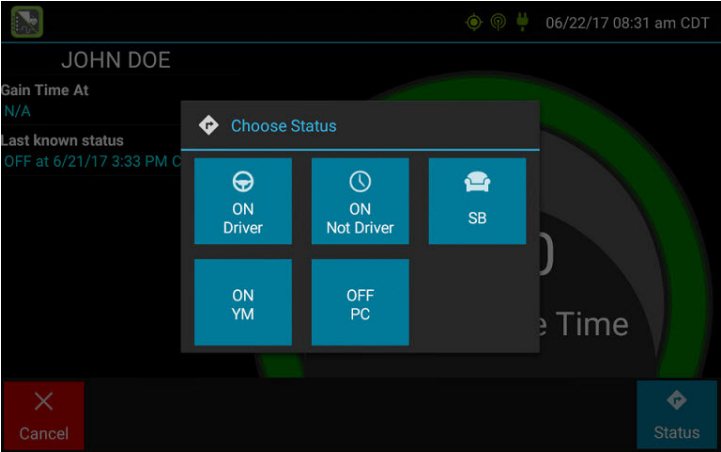 06/22/17 08:31 am CDT
JOHN DOE
Gain Time At
N/A
Last known status
OFF at 6/21/17 3:33 PM C
Choose Status
ON
Driver
ON
Not Driver
SB
ON
YM
OFF
PC
Time
Cancel
Status